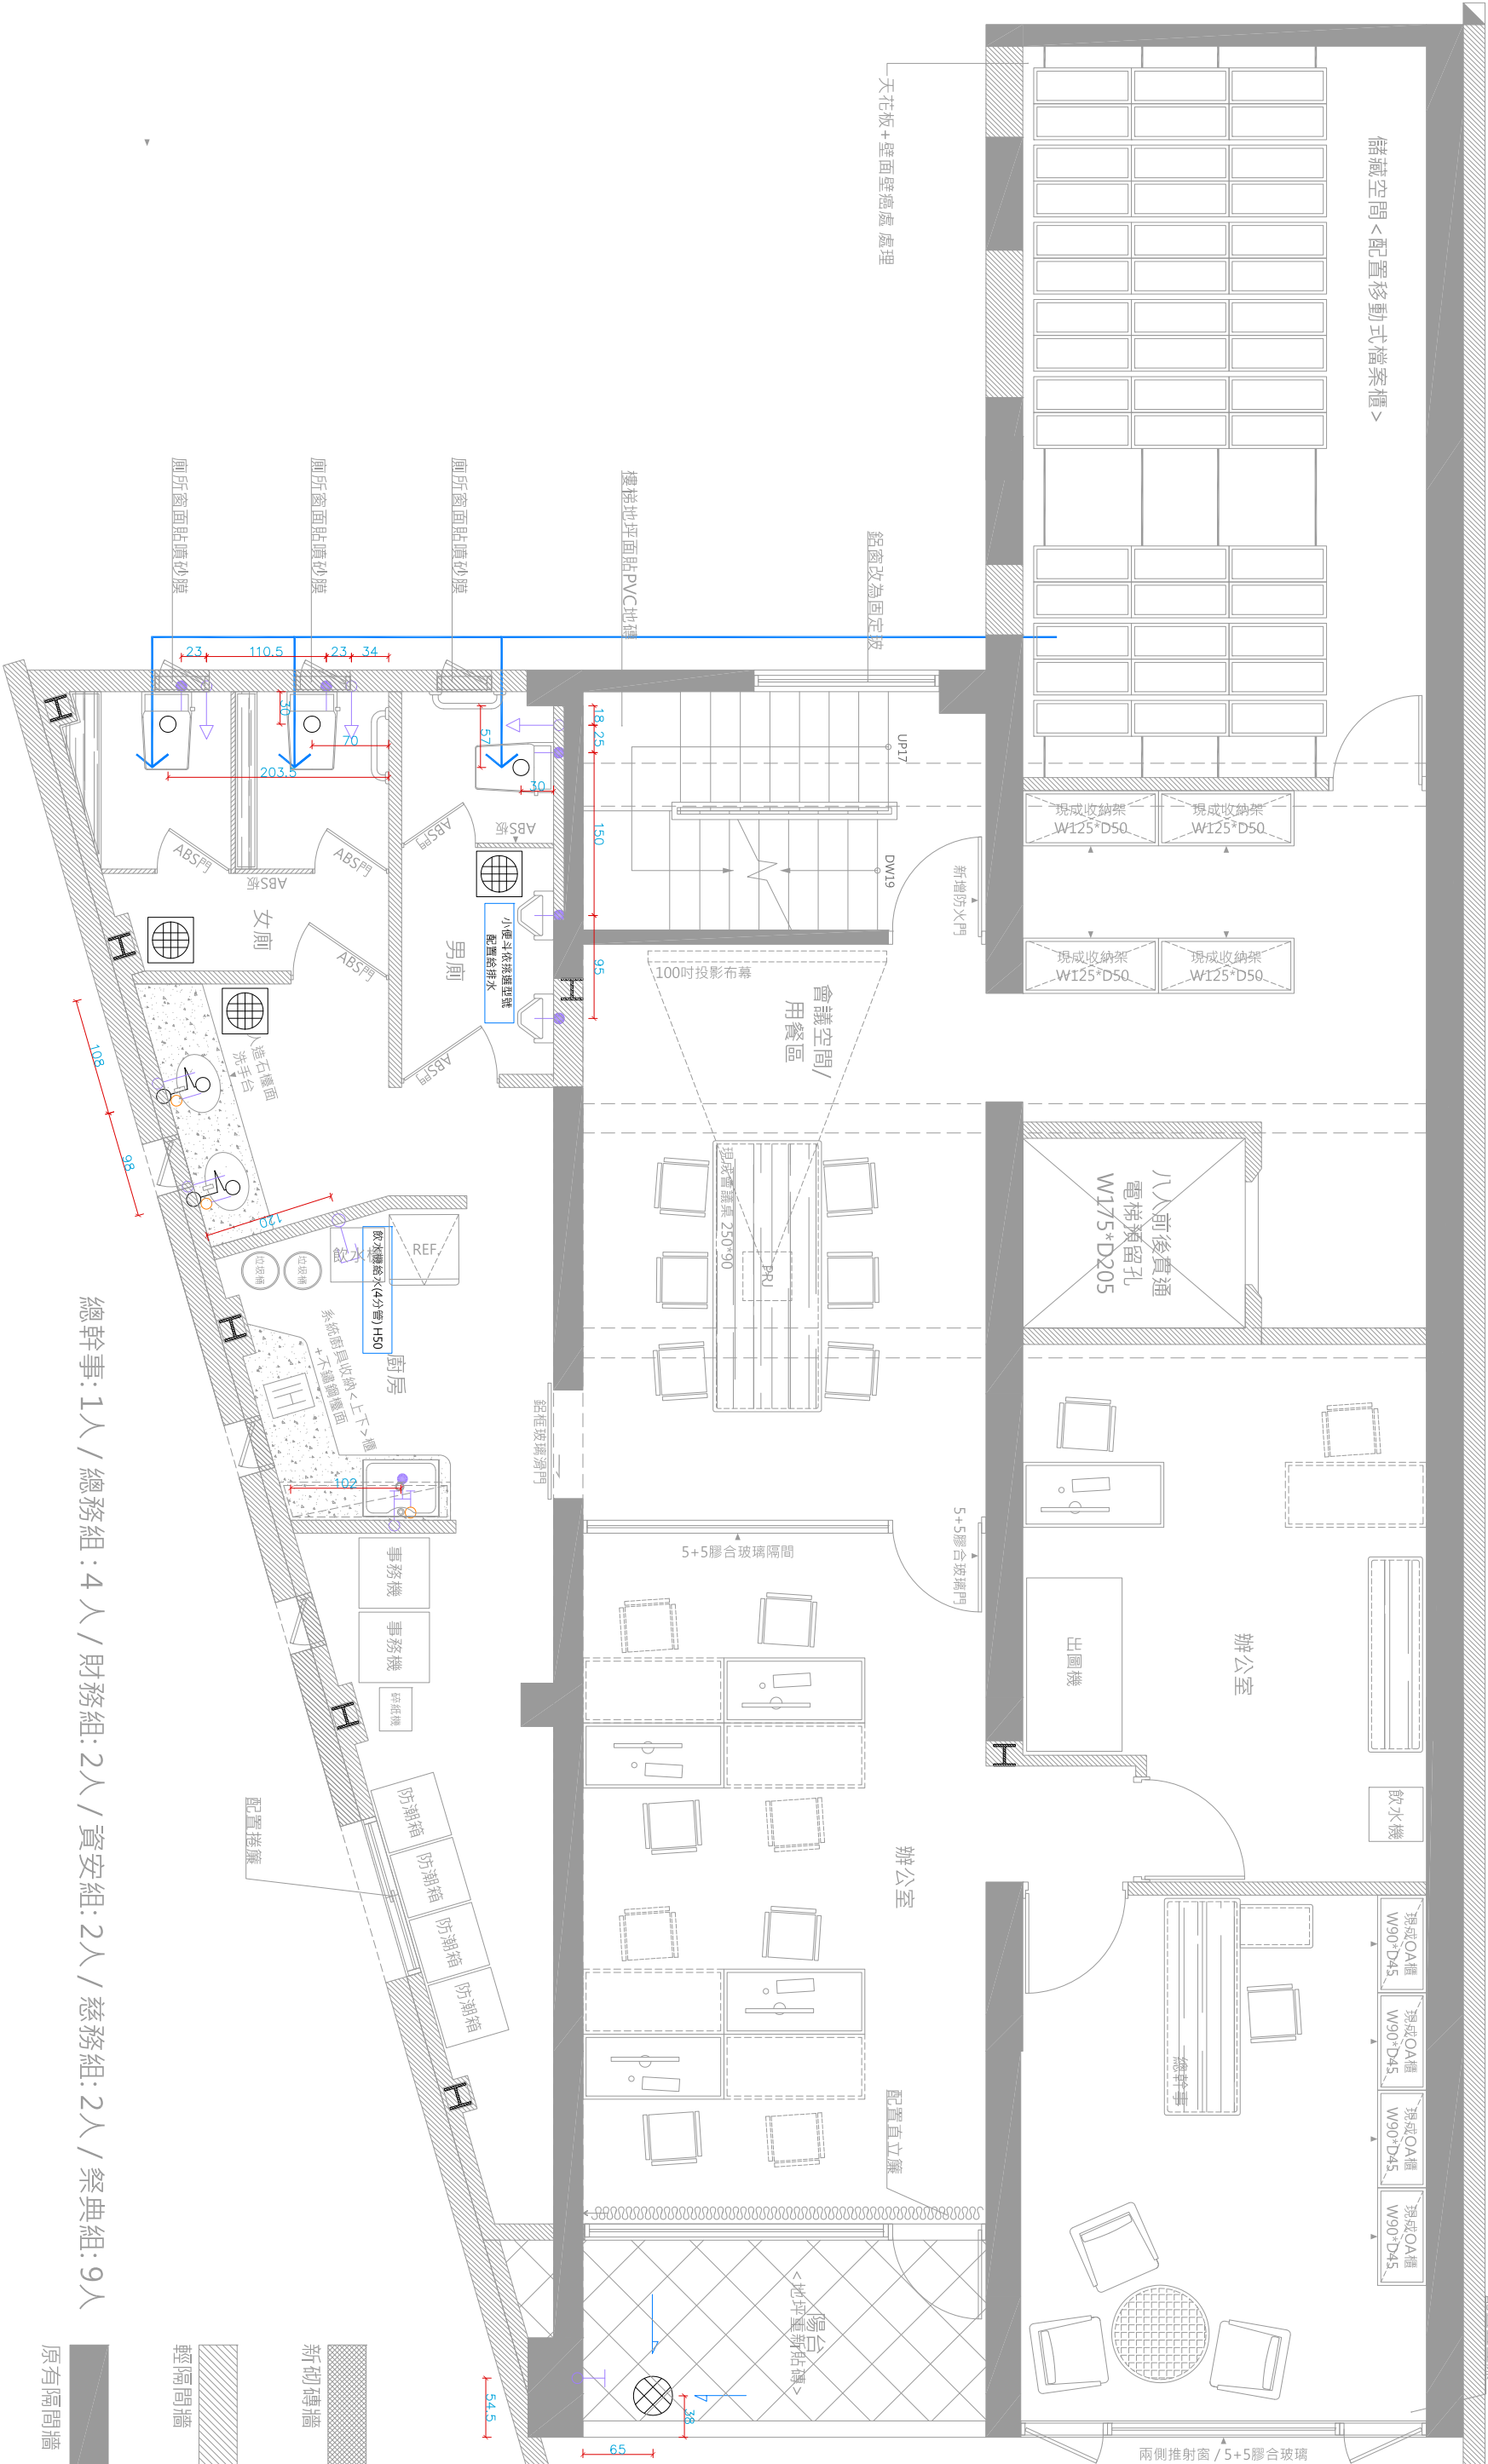 儲藏空間<配置移動式檔案櫃>
天花板+壁面壁癌處 處理
鋁窗改為固定玻
樓梯地坪面貼PVC地磚
廁所窗面貼噴砂膜
廁所窗面貼噴砂膜
廁所窗面貼噴砂膜
23
110.5
23
34
30
70
203.5
57
30
18
25
150
95
UP17
DW19
新增防火門
現成收納架
W125*D50
現成收納架
W125*D50
現成收納架
W125*D50
現成收納架
W125*D50
ABS門
ABS門
ABS板
ABS門
ABS板
ABS門
ABS門
女廁
男廁
小便斗依挑選型號
配置給排水
100吋投影布幕
會議空間/
用餐區
現成會議桌 250*90
PRJ
八人前後貫通
電梯預留孔
W175*D205
人造石檯面
洗手台
108
98
120
垃圾桶
垃圾桶
飲水機
REF.
飲水機給水(4分管) H50
廚房
系統廚具收納<上下>櫃
+不鏽鋼檯面
102
鋁框玻璃滑門
5+5膠合玻璃隔間
5+5膠合玻璃門
事務機
事務機
碎紙機
防潮箱
防潮箱
防潮箱
防潮箱
配置捲簾
辦公室
出圖機
辦公室
飲水機
現成OA櫃
W90*D45
現成OA櫃
W90*D45
現成OA櫃
W90*D45
現成OA櫃
W90*D45
總幹事
配置直立簾
陽台
<地坪重新貼磚>
54.5
38
65
兩側推射窗 / 5+5膠合玻璃
總幹事: 1人 / 總務組 : 4 人 / 財務組: 2人 / 資安組: 2人 / 慈務組: 2人 / 祭典組: 9人
新砌磚牆
輕隔間牆
原有隔間牆